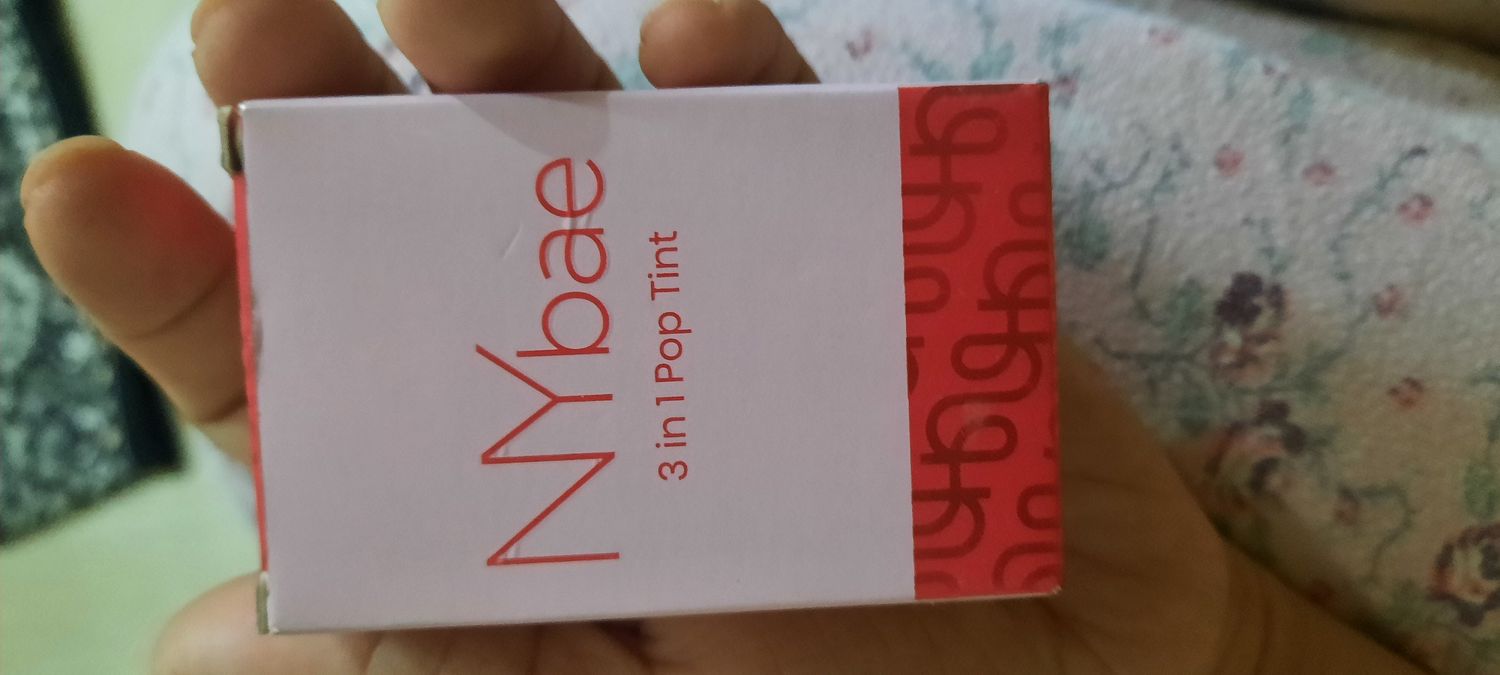 NYbae
3 in 1 Pop Tint